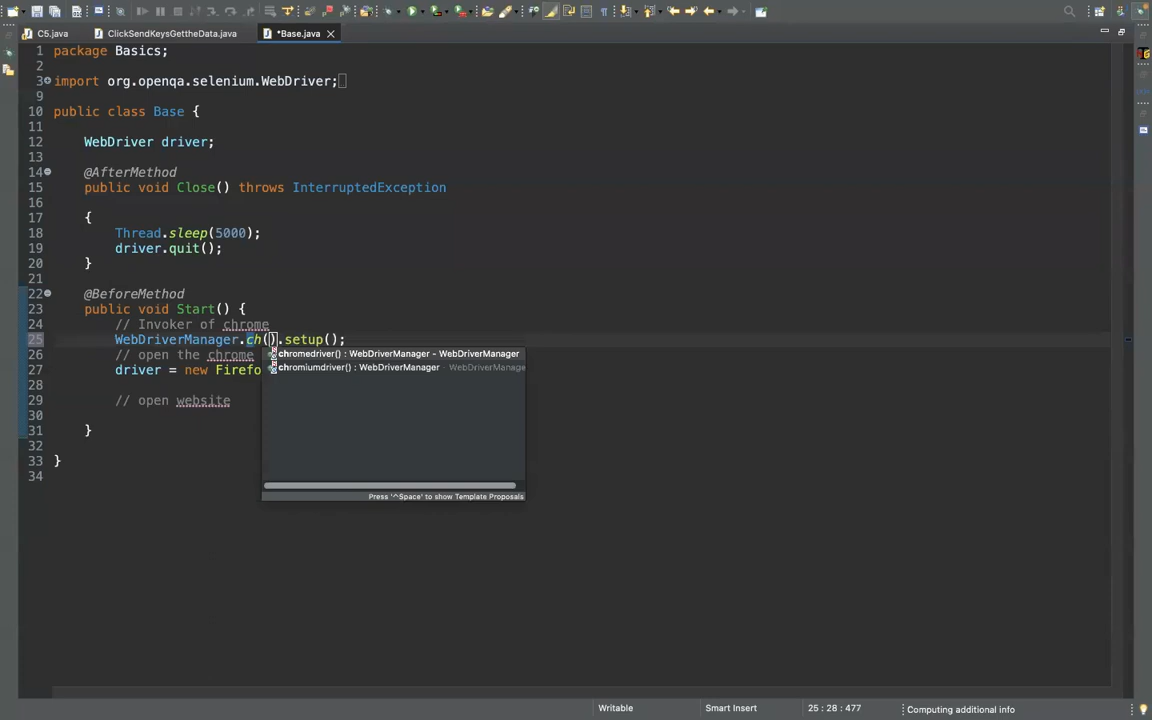 C5.java
ClickSendKeysGettheData.java
*Base.java
1 package Basics;
2
3 import org.openqa.selenium.WebDriver;
9
10 public class Base {
11
12 WebDriver driver;
13
14 @AfterMethod
15 public void Close() throws InterruptedException
16
17 {
18 Thread.sleep(5000);
19 driver.quit();
20 }
21
22 @BeforeMethod
23 public void Start() {
24 // Invoker of chrome
25 WebDriverManager.ch().setup();
26 // open the chrome
27 driver = new Firefo
28
29 // open website
30
31 }
32
33 }
34
chromedriver() : WebDriverManager - WebDriverManager
chromiumdriver() : WebDriverManager - WebDriverManage
Press '^Space' to show Template Proposals
Writable
Smart Insert
25 : 28 : 477
Computing additional info